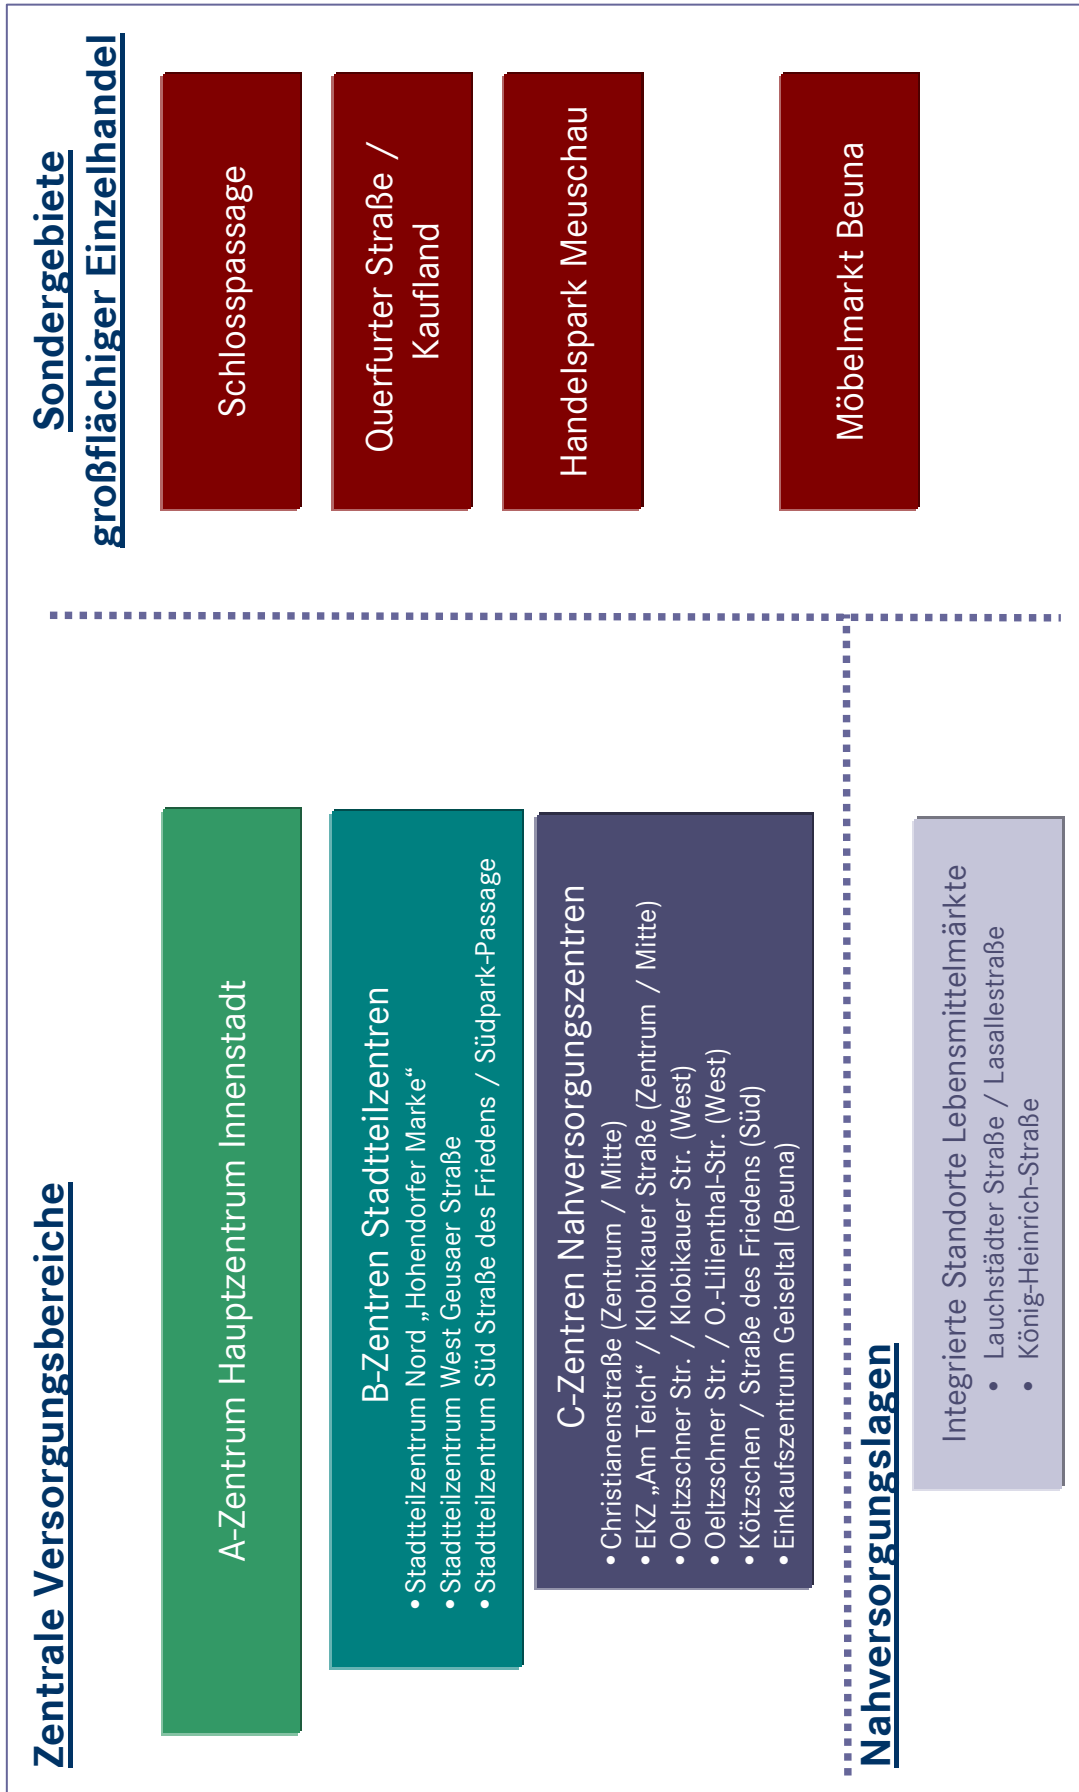 Zentrale Versorgungsbereiche
A-Zentrum Hauptzentrum Innenstadt
B-Zentren Stadtteilzentren
• Stadtteilzentrum Nord „Hohendorfer Marke“
• Stadtteilzentrum West Geusaer Straße
• Stadtteilzentrum Süd Straße des Friedens / Südpark-Passage
C-Zentren Nahversorgungszentren
• Christianenstraße (Zentrum / Mitte)
• EKZ „Am Teich“ / Klobikauer Straße (Zentrum / Mitte)
• Oeltzschner Str. / Klobikauer Str. (West)
• Oeltzschner Str. / O.-Lilienthal-Str. (West)
• Kötzschen / Straße des Friedens (Süd)
• Einkaufszentrum Geiseltal (Beuna)
Nahversorgungslagen
Integrierte Standorte Lebensmittelmärkte
• Lauchstädter Straße / Lasallestraße
• König-Heinrich-Straße
Sondergebiete
großflächiger Einzelhandel
Schlosspassage
Querfurter Straße /
Kaufland
Handelspark Meuschau
Möbelmarkt Beuna